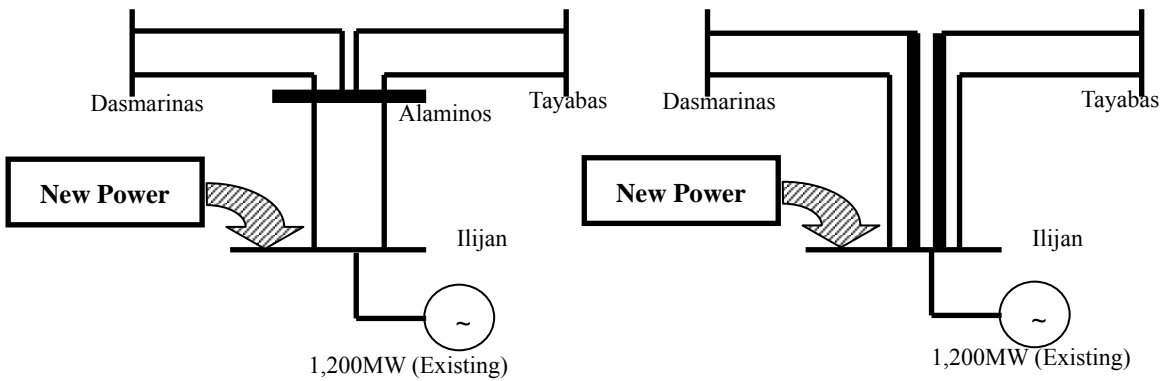 Dasmarinas
Alaminos
Tayabas
New Power
Ilijan
~
1,200MW (Existing)
Dasmarinas
Tayabas
New Power
Ilijan
~
1,200MW (Existing)